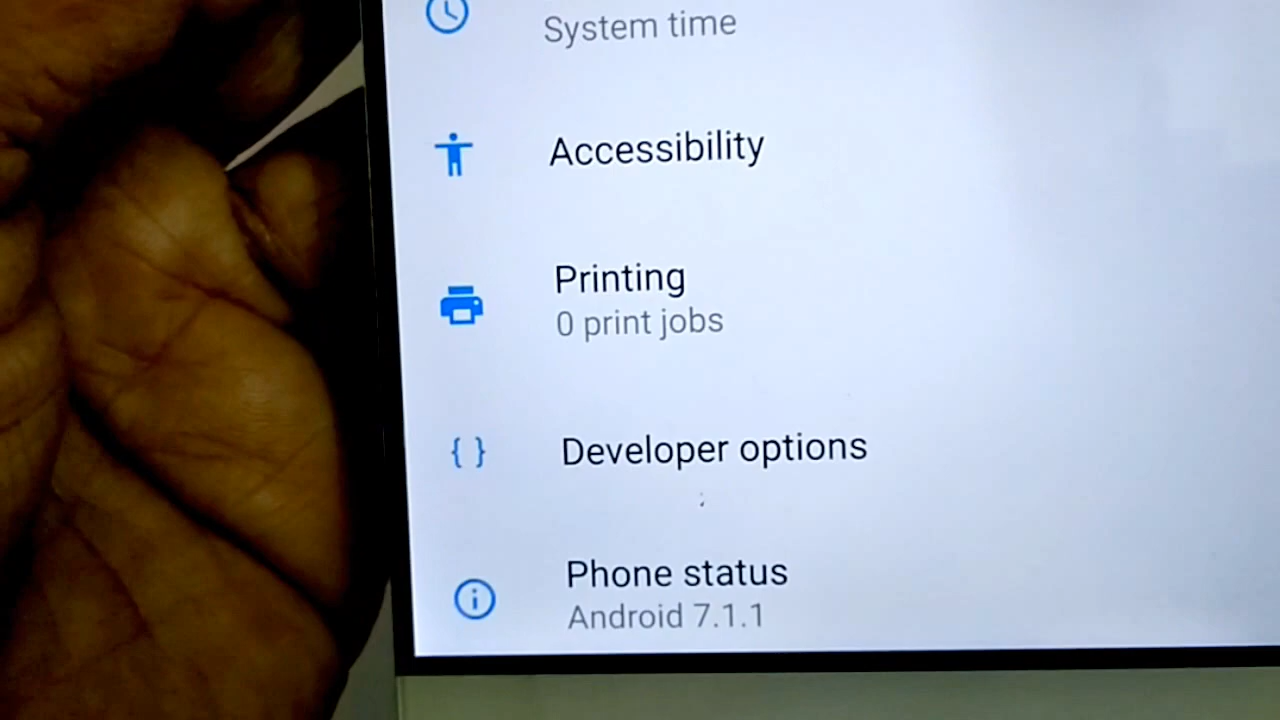 System time
Accessibility
Printing
0 print jobs
{ } Developer options
Phone status
Android 7.1.1